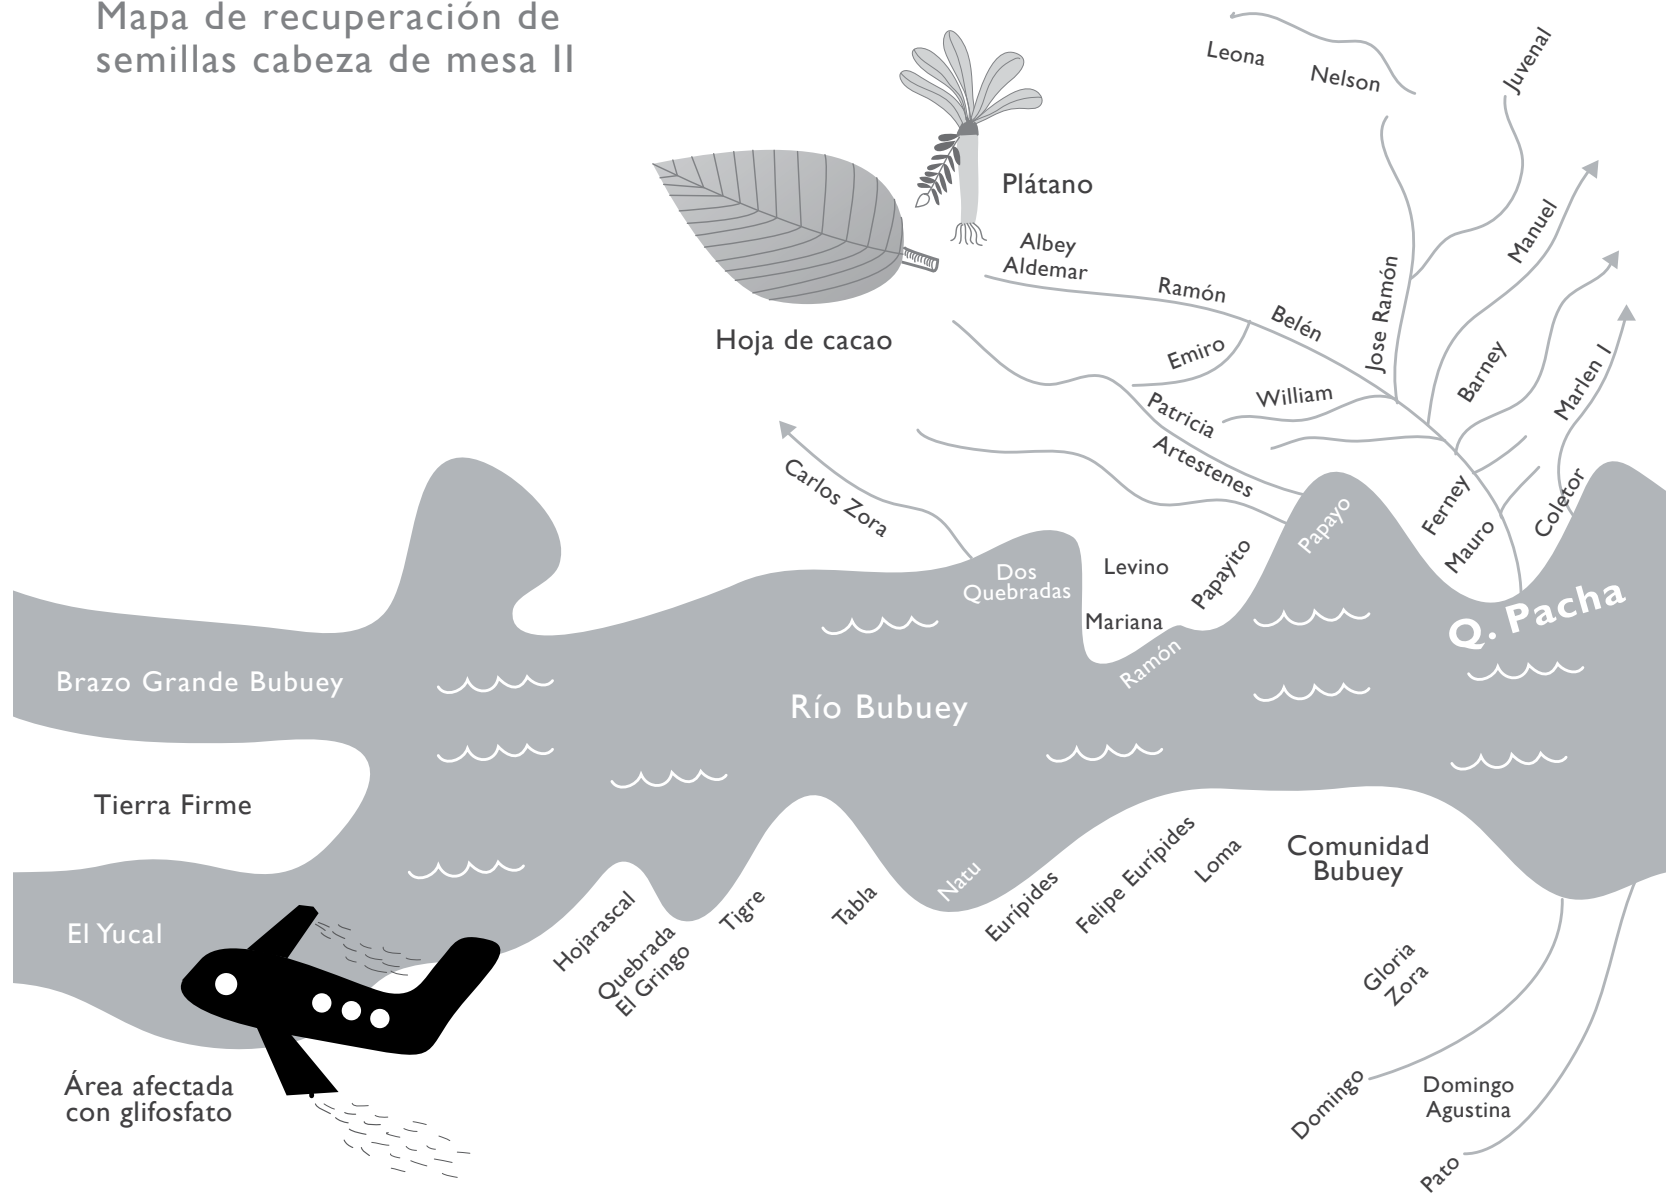 Mapa de recuperación de
semillas cabeza de mesa II
Leona
Nelson
Juvenal
Plátano
Manuel
Albey
Aldemar
Ramón
Belén
Jose Ramón
Hoja de cacao
Emiro
William
Barney
Marlen I
Patricia
Artestenes
Carlos Zora
Papayo
Ferney
Mauro
Coletor
Dos
Quebradas
Levino
Papayito
Mariana
Ramón
Q. Pacha
Brazo Grande Bubuey
Río Bubuey
Tierra Firme
El Yucal
Hojarascal
Quebrada
El Gringo
Tigre
Tabla
Natu
Eurípides
Felipe Eurípides
Loma
Comunidad
Bubuey
Gloria
Zora
Área afectada
con glifosfato
Domingo
Domingo
Agustina
Pato